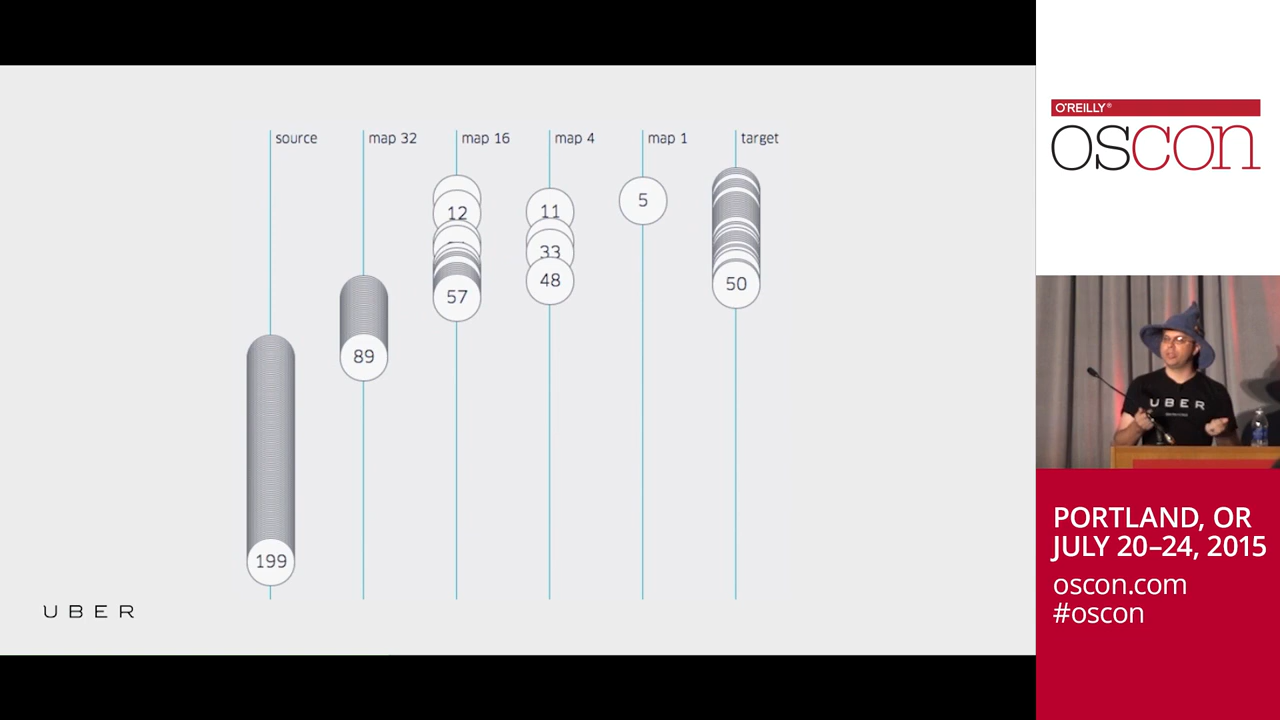 source
map 32
map 16
map 4
map 1
target
12
11
5
33
48
57
50
89
199
UBER
O'REILLY®
OSCON
UBER
PORTLAND, OR
JULY 20–24, 2015
oscon.com
#oscon